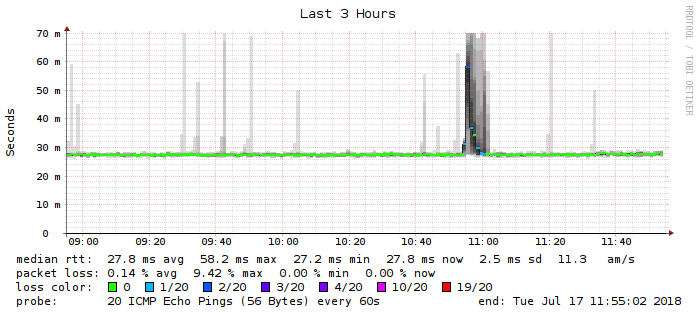 Last 3 Hours
RRDTOOL / TOBI OETIKER
Seconds
70 m
60 m
50 m
40 m
30 m
20 m
10 m
0
09:00 09:20 09:40 10:00 10:20 10:40 11:00 11:20 11:40
median rtt: 27.8 ms avg 58.2 ms max 27.2 ms min 27.8 ms now 2.5 ms sd 11.3 am/s
packet loss: 0.14 % avg 9.42 % max 0.00 % min 0.00 % now
loss color: 0 1/20 2/20 3/20 4/20 10/20 19/20
probe: 20 ICMP Echo Pings (56 Bytes) every 60s end: Tue Jul 17 11:55:02 2018